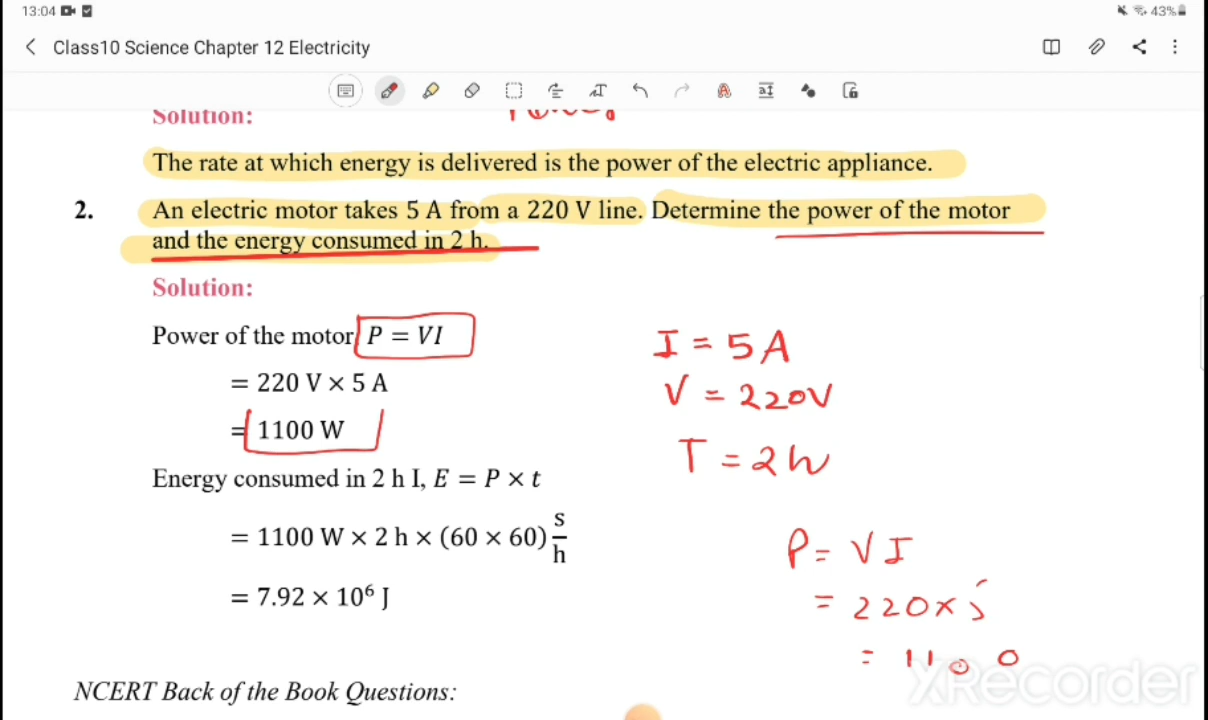 13:04
43%
Class10 Science Chapter 12 Electricity
Solution:
The rate at which energy is delivered is the power of the electric appliance.
2. An electric motor takes 5 A from a 220 V line. Determine the power of the motor
and the energy consumed in 2 h.
Solution:
Power of the motor P = VI
= 220 V × 5 A
= 1100 W
Energy consumed in 2 h I, E = P × t
= 1100 W × 2 h × (60 × 60) s/h
= 7.92 × 10⁶ J
I = 5 A
V = 220V
T = 2h
P = VI
= 220×5
= 1100
NCERT Back of the Book Questions:
XRecorder